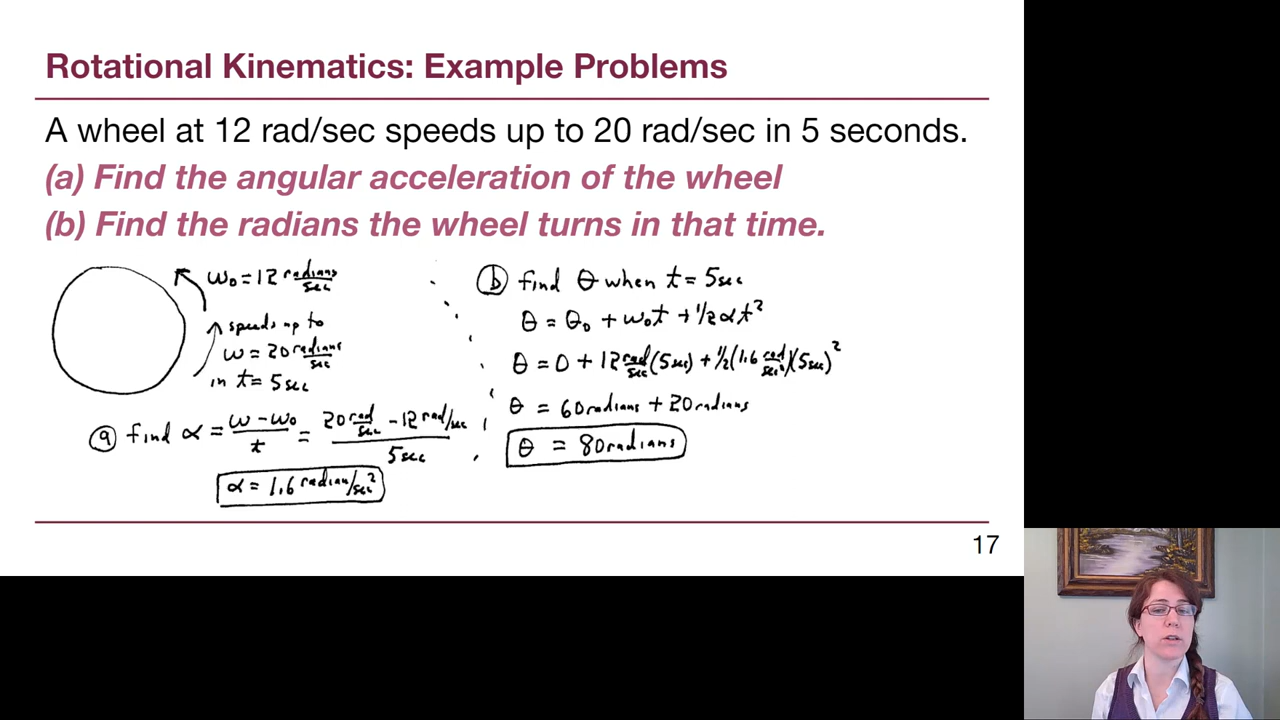 Rotational Kinematics: Example Problems
A wheel at 12 rad/sec speeds up to 20 rad/sec in 5 seconds.
(a) Find the angular acceleration of the wheel
(b) Find the radians the wheel turns in that time.
ω₀ = 12 radians/sec
speeds up to
ω = 20 radians/sec
in t = 5 sec
ⓐ find α = (ω - ω₀)/t = (20 rad/sec - 12 rad/sec)/5 sec
α = 1.6 radian/sec²
ⓑ find θ when t = 5 sec
θ = θ₀ + ω₀t + 1/2 αt²
θ = 0 + 12 rad/sec (5 sec) + 1/2 (1.6 rad/sec²)(5 sec)²
θ = 60 radians + 20 radians
θ = 80 radians
17